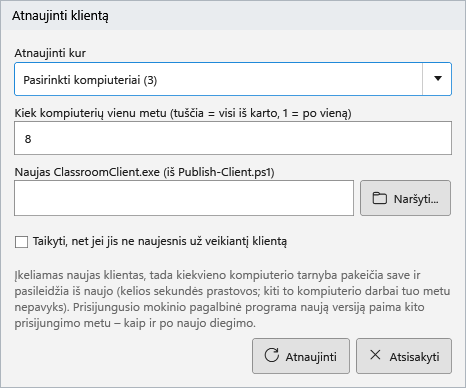 Atnaujinti klientą
Atnaujinti kur
Pasirinkti kompiuteriai (3)
Kiek kompiuterių vienu metu (tuščia = visi iš karto, 1 = po vieną)
8
Naujas ClassroomClient.exe (iš Publish-Client.ps1)
Naršyti...
Taikyti, net jei jis ne naujesnis už veikiantį klientą
Įkeliamas naujas klientas, tada kiekvieno kompiuterio tarnyba pakeičia save ir
pasileidžia iš naujo (kelios sekundės prastovos; kiti to kompiuterio darbai tuo metu
nepavyks). Prisijungusio mokinio pagalbinė programa naują versiją paima kito
prisijungimo metu – kaip ir po naujo diegimo.
Atnaujinti
Atsisakyti